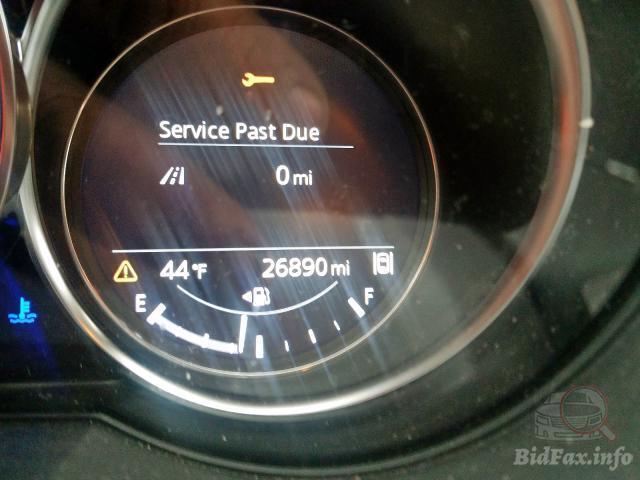 Service Past Due
0 mi
44 °F 26890 mi
E F
BidFax.info